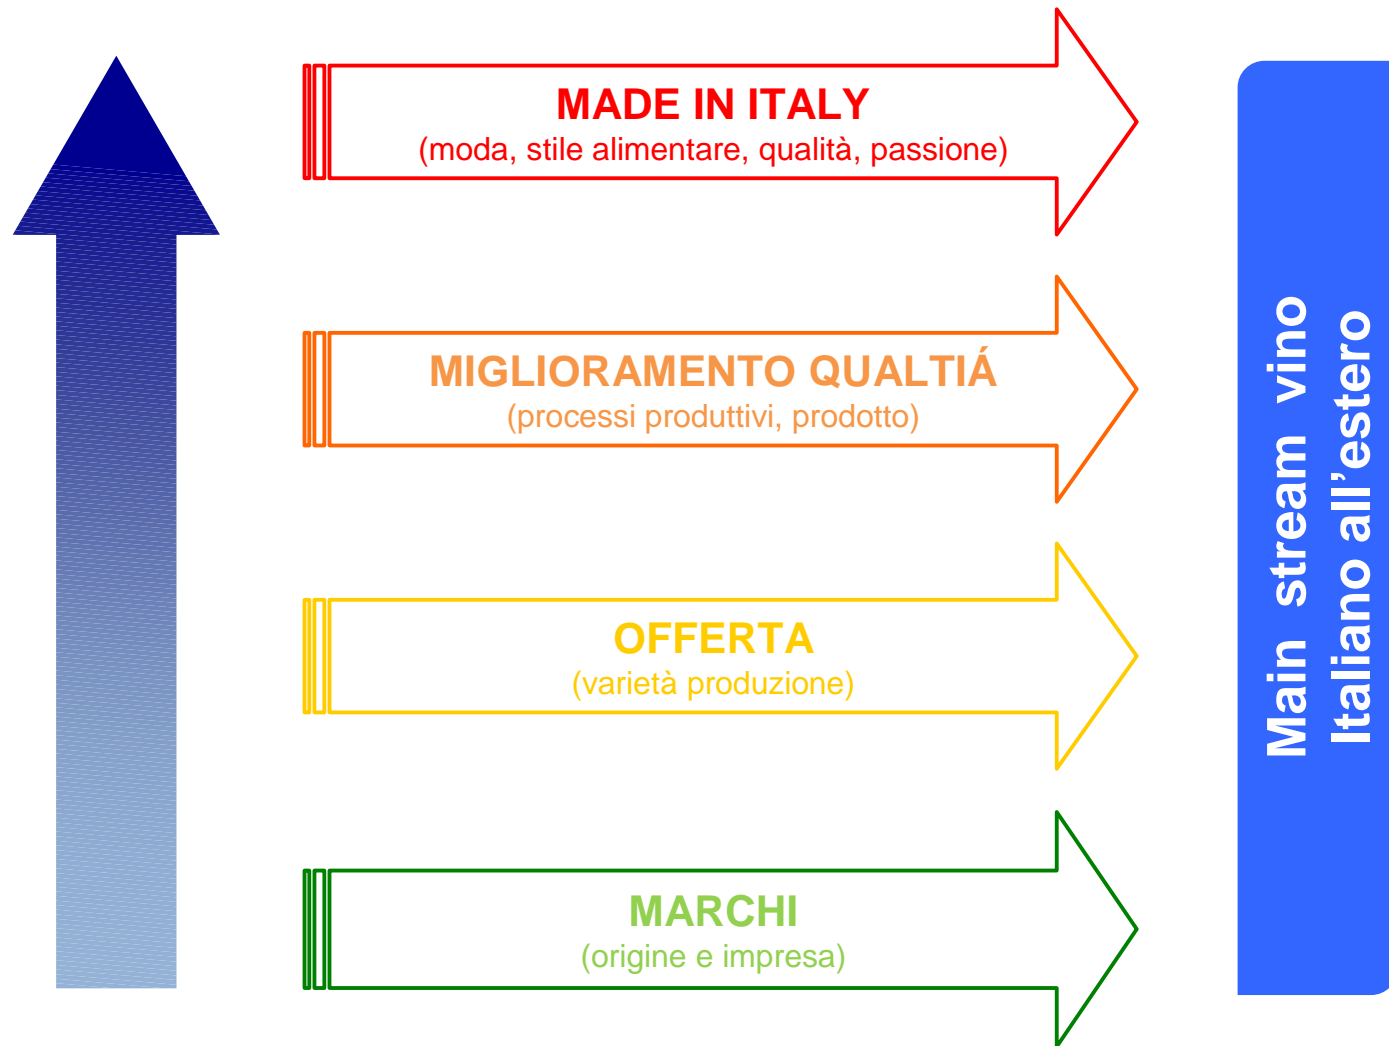 MADE IN ITALY
(moda, stile alimentare, qualità, passione)
MIGLIORAMENTO QUALTIÁ
(processi produttivi, prodotto)
OFFERTA
(varietà produzione)
MARCHI
(origine e impresa)
Main stream vino
Italiano all’estero